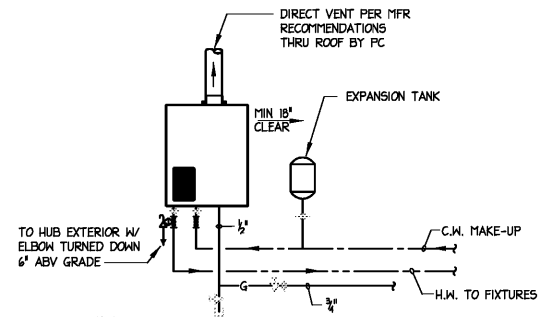 DIRECT VENT PER MFR
RECOMMENDATIONS
THRU ROOF BY PC
EXPANSION TANK
MIN 18"
CLEAR
1/2"
TO HUB EXTERIOR W/
ELBOW TURNED DOWN
6" ABV GRADE
C.W. MAKE-UP
H.W. TO FIXTURES
G
3/4"